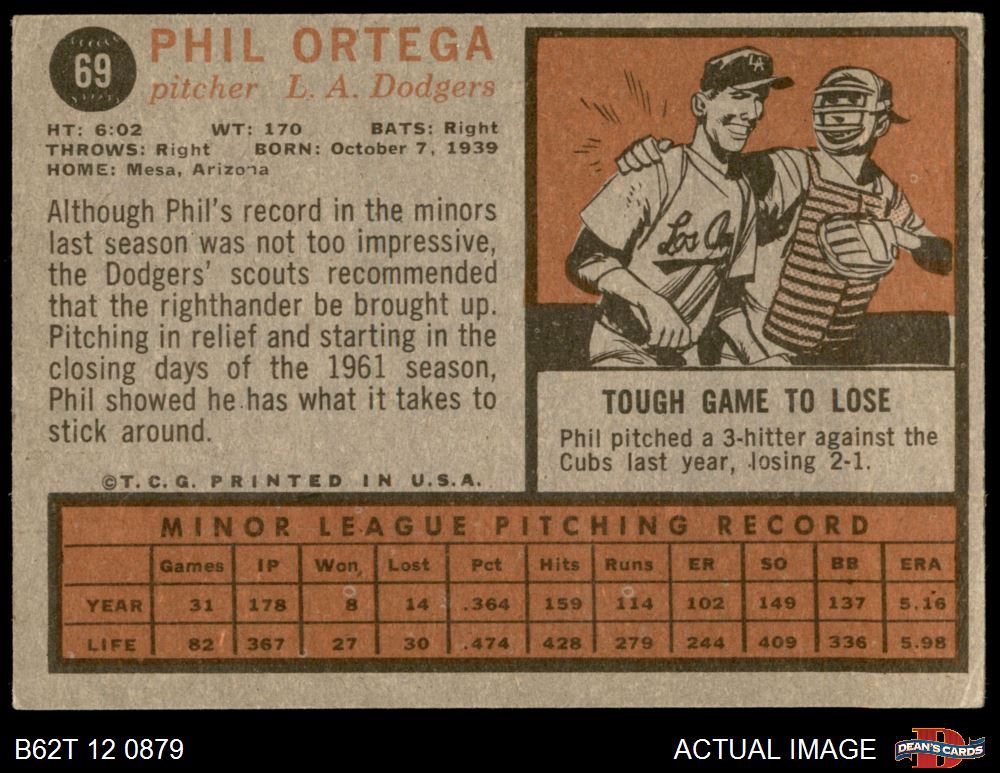 69
PHIL ORTEGA
pitcher L. A. Dodgers
HT: 6:02 WT: 170 BATS: Right
THROWS: Right BORN: October 7, 1939
HOME: Mesa, Arizona
Although Phil's record in the minors
last season was not too impressive,
the Dodgers' scouts recommended
that the righthander be brought up.
Pitching in relief and starting in the
closing days of the 1961 season,
Phil showed he has what it takes to
stick around.
©T. C. G. PRINTED IN U.S.A.
LA
Los An
TOUGH GAME TO LOSE
Phil pitched a 3-hitter against the
Cubs last year, losing 2-1.
MINOR LEAGUE PITCHING RECORD
Games IP Won Lost Pct Hits Runs ER SO BB ERA
YEAR 31 178 8 14 .364 159 114 102 149 137 5.16
LIFE 82 367 27 30 .474 428 279 244 409 336 5.98
B62T 12 0879
ACTUAL IMAGE
D
DEAN'S CARDS